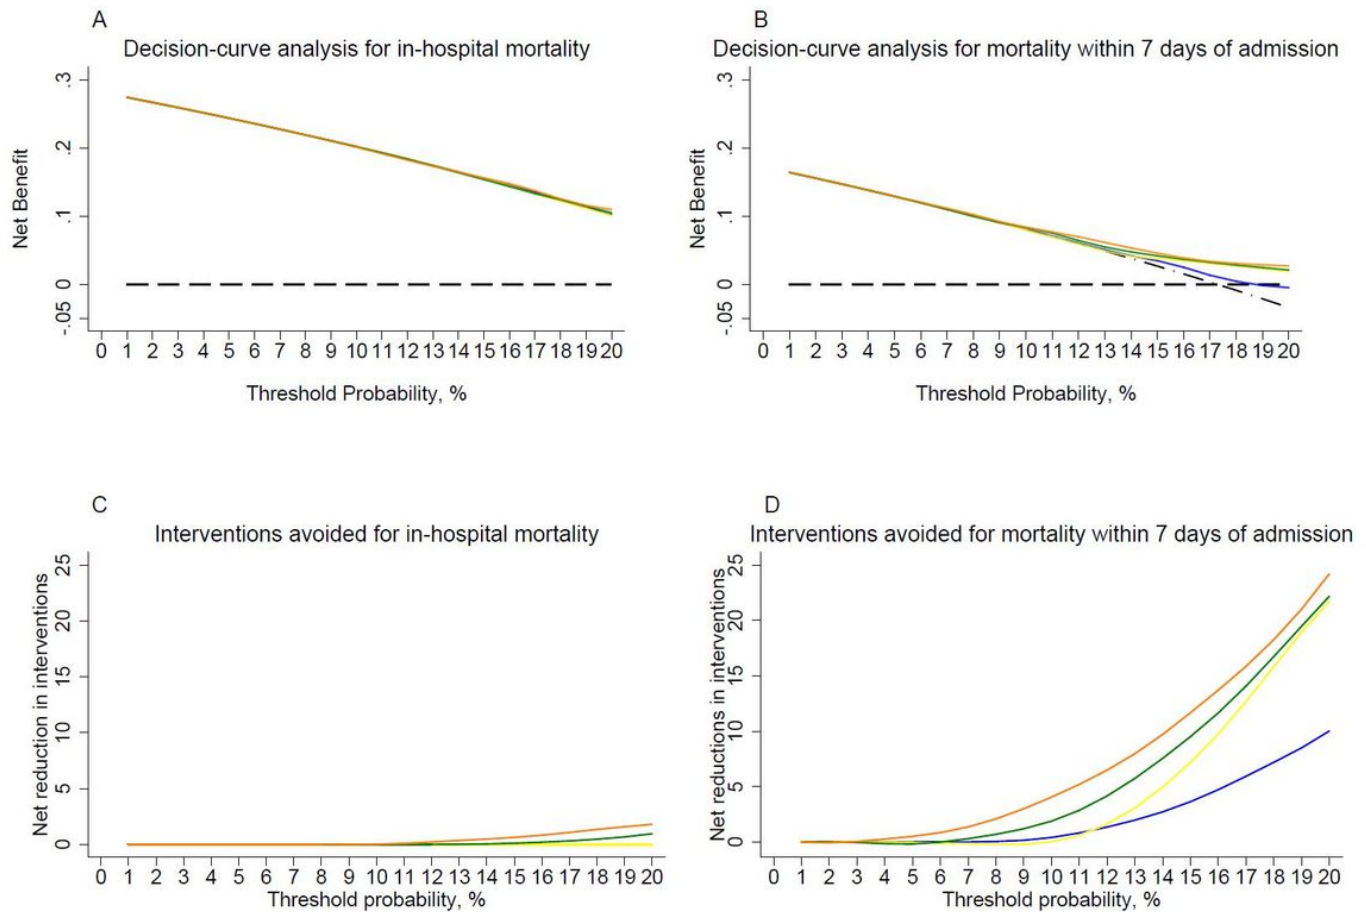 A
Decision-curve analysis for in-hospital mortality
Net Benefit
.3
.2
.1
0
-.05
0 1 2 3 4 5 6 7 8 9 10 11 12 13 14 15 16 17 18 19 20
Threshold Probability, %
B
Decision-curve analysis for mortality within 7 days of admission
Net Benefit
.3
.2
.1
0
-.05
0 1 2 3 4 5 6 7 8 9 10 11 12 13 14 15 16 17 18 19 20
Threshold Probability, %
C
Interventions avoided for in-hospital mortality
Net reduction in interventions
25
20
15
10
5
0
0 1 2 3 4 5 6 7 8 9 10 11 12 13 14 15 16 17 18 19 20
Threshold probability, %
D
Interventions avoided for mortality within 7 days of admission
Net reductions in interventions
25
20
15
10
5
0
0 1 2 3 4 5 6 7 8 9 10 11 12 13 14 15 16 17 18 19 20
Threshold probability, %